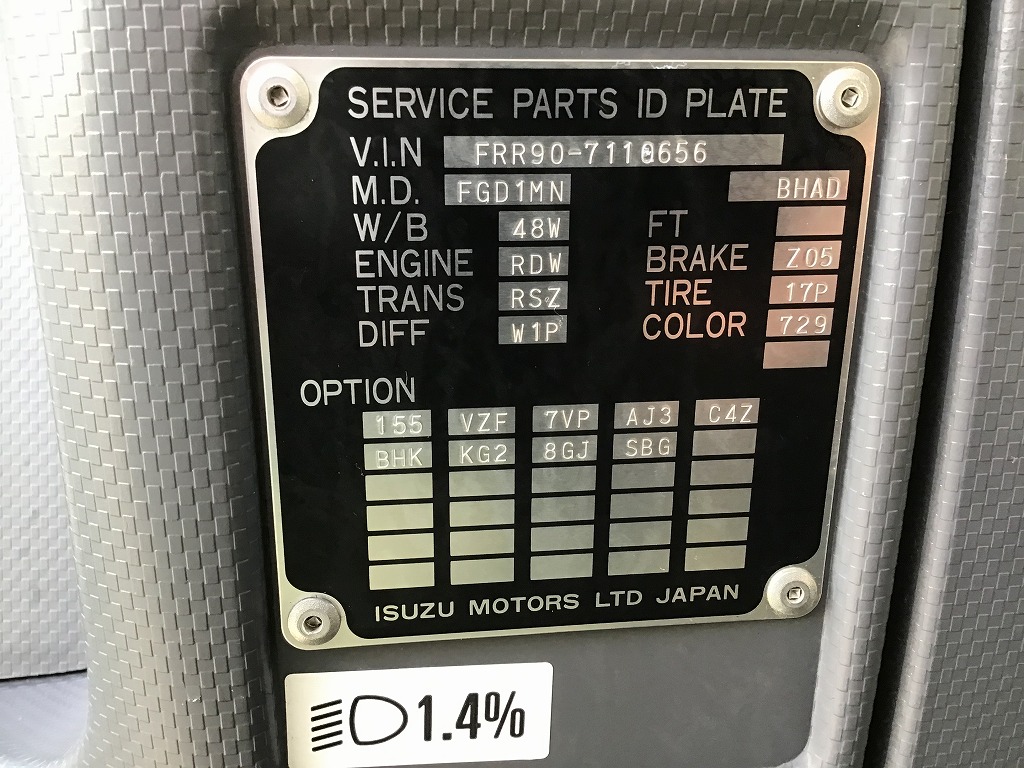 SERVICE PARTS ID PLATE
V.I.N FRR90-7110656
M.D. FGD1MN BHAD
W/B 48W FT
ENGINE RDW BRAKE Z05
TRANS RSZ TIRE 17P
DIFF W1P COLOR 729
OPTION
155 VZF 7VP AJ3 C4Z
BHK KG2 8GJ SBG
ISUZU MOTORS LTD JAPAN
1.4%